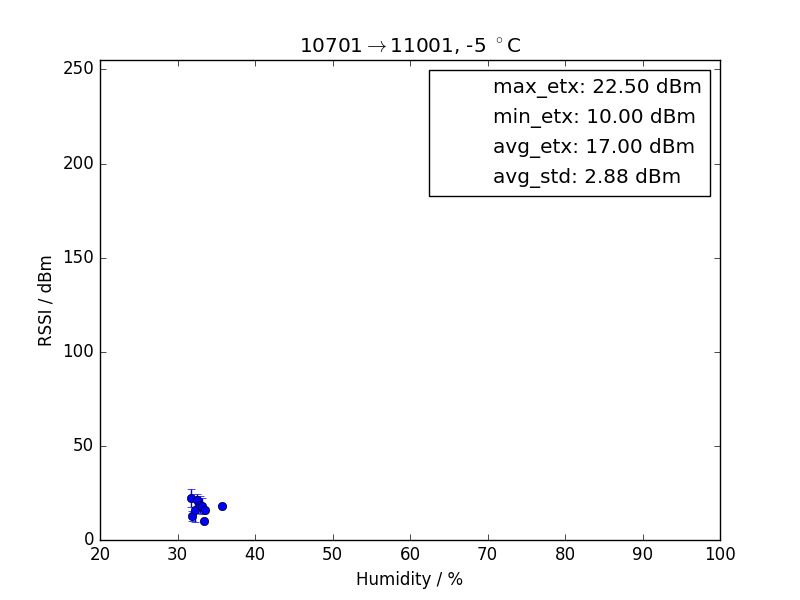 10701→11001, -5 °C
max_etx: 22.50 dBm
min_etx: 10.00 dBm
avg_etx: 17.00 dBm
avg_std: 2.88 dBm
RSSI / dBm
250
200
150
100
50
0
20 30 40 50 60 70 80 90 100
Humidity / %